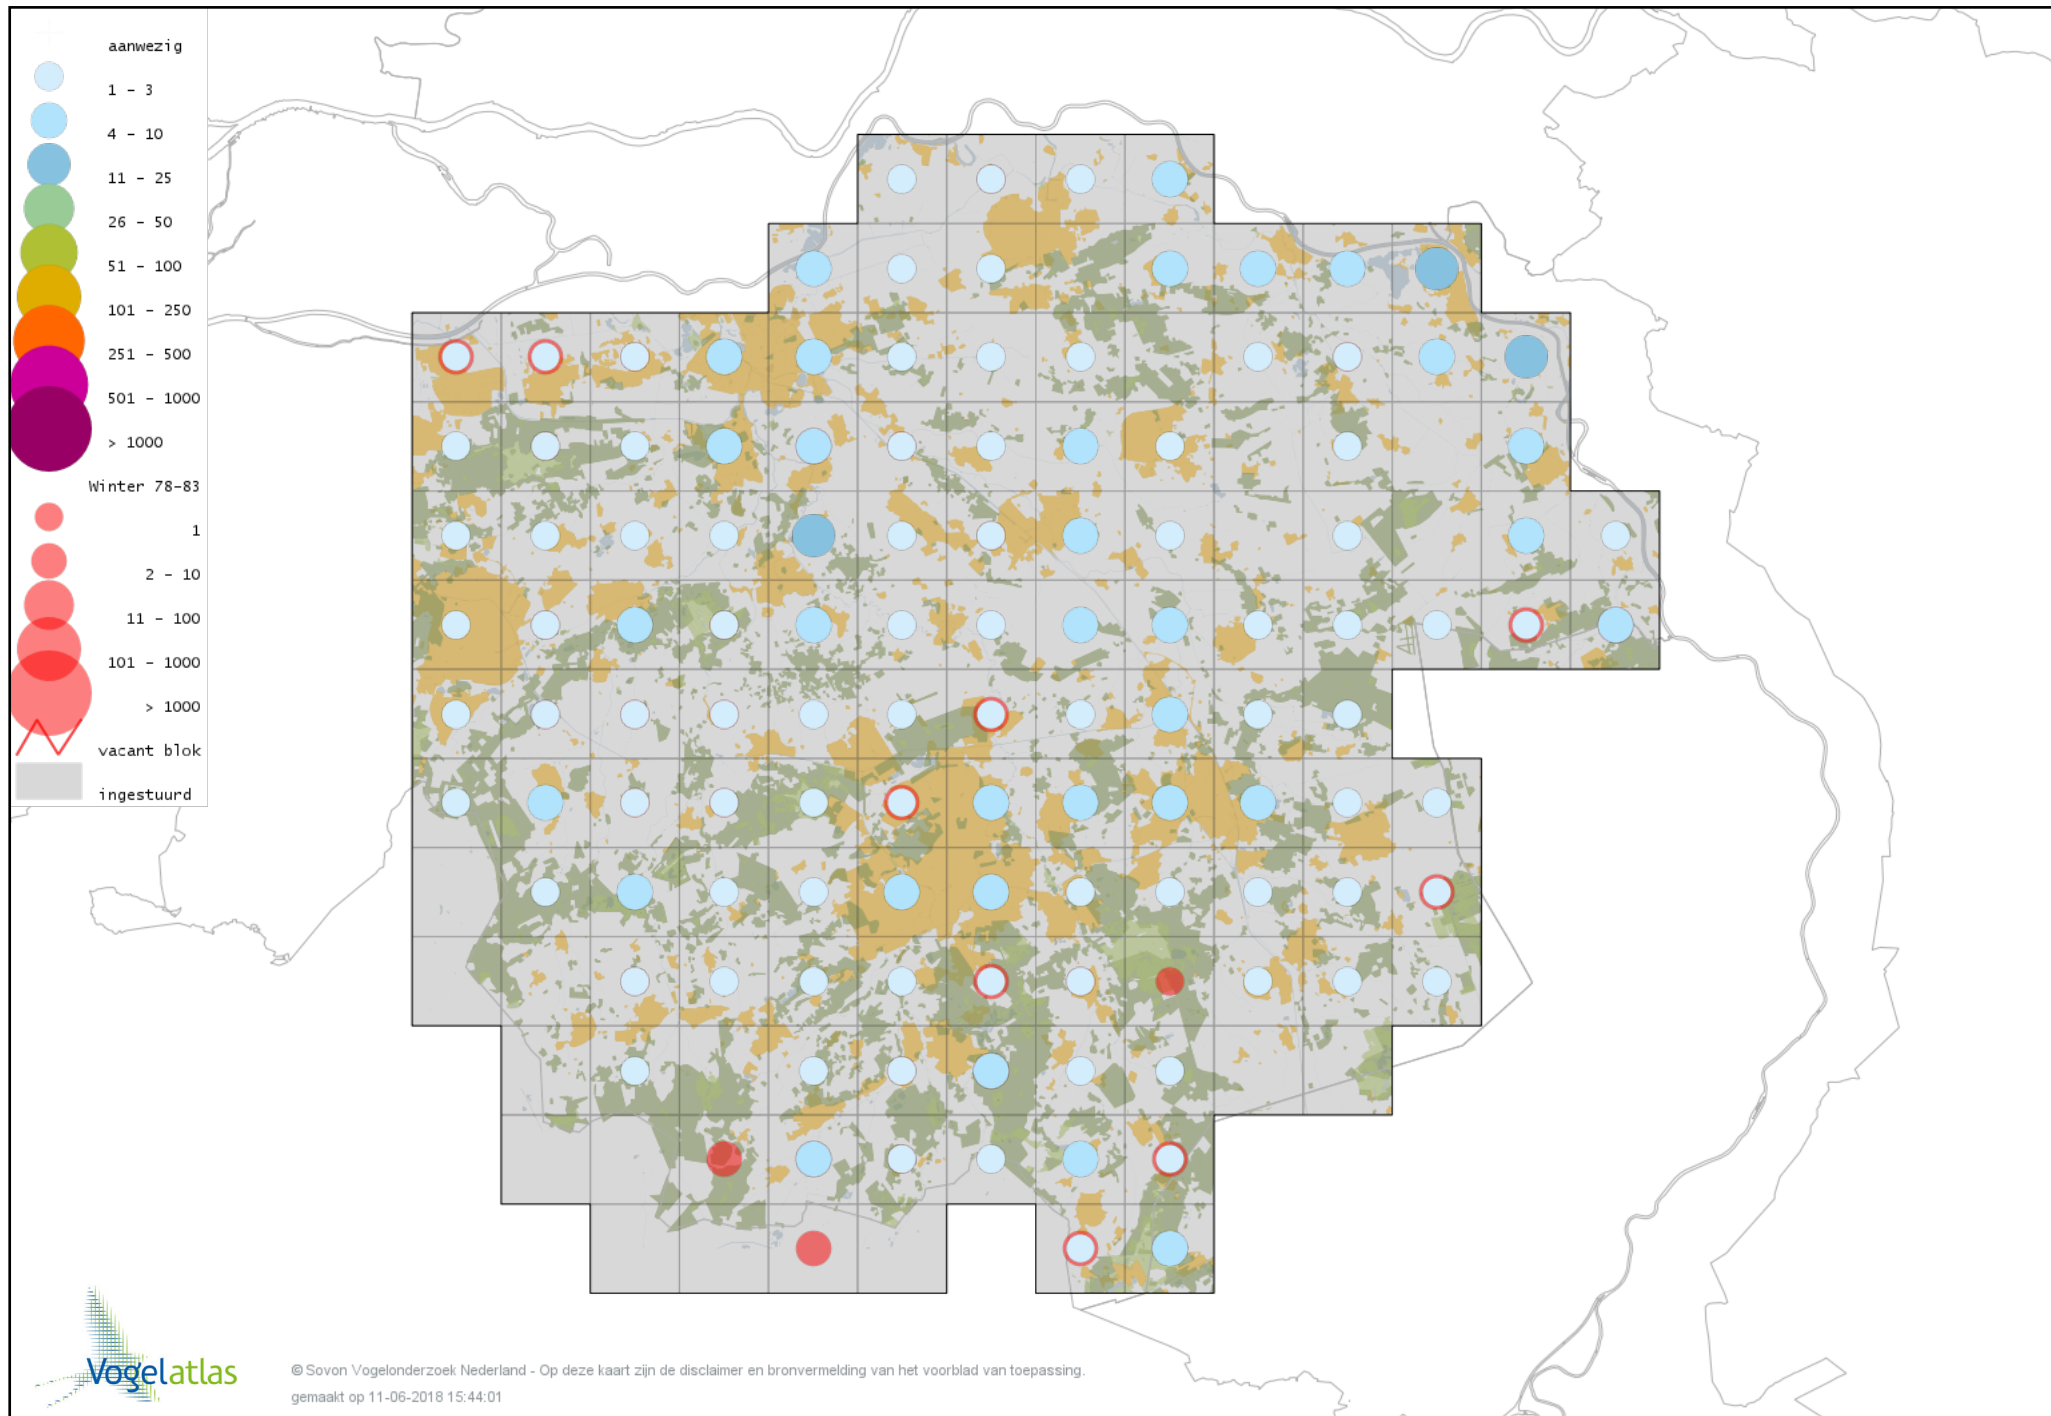 aanwezig
1 - 3
4 - 10
11 - 25
26 - 50
51 - 100
101 - 250
251 - 500
501 - 1000
> 1000
Winter 78-83
1
2 - 10
11 - 100
101 - 1000
> 1000
vacant blok
ingestuurd
Vogelatlas
© Sovon Vogelonderzoek Nederland - Op deze kaart zijn de disclaimer en bronvermelding van het voorblad van toepassing.
gemaakt op 11-06-2018 15:44:01